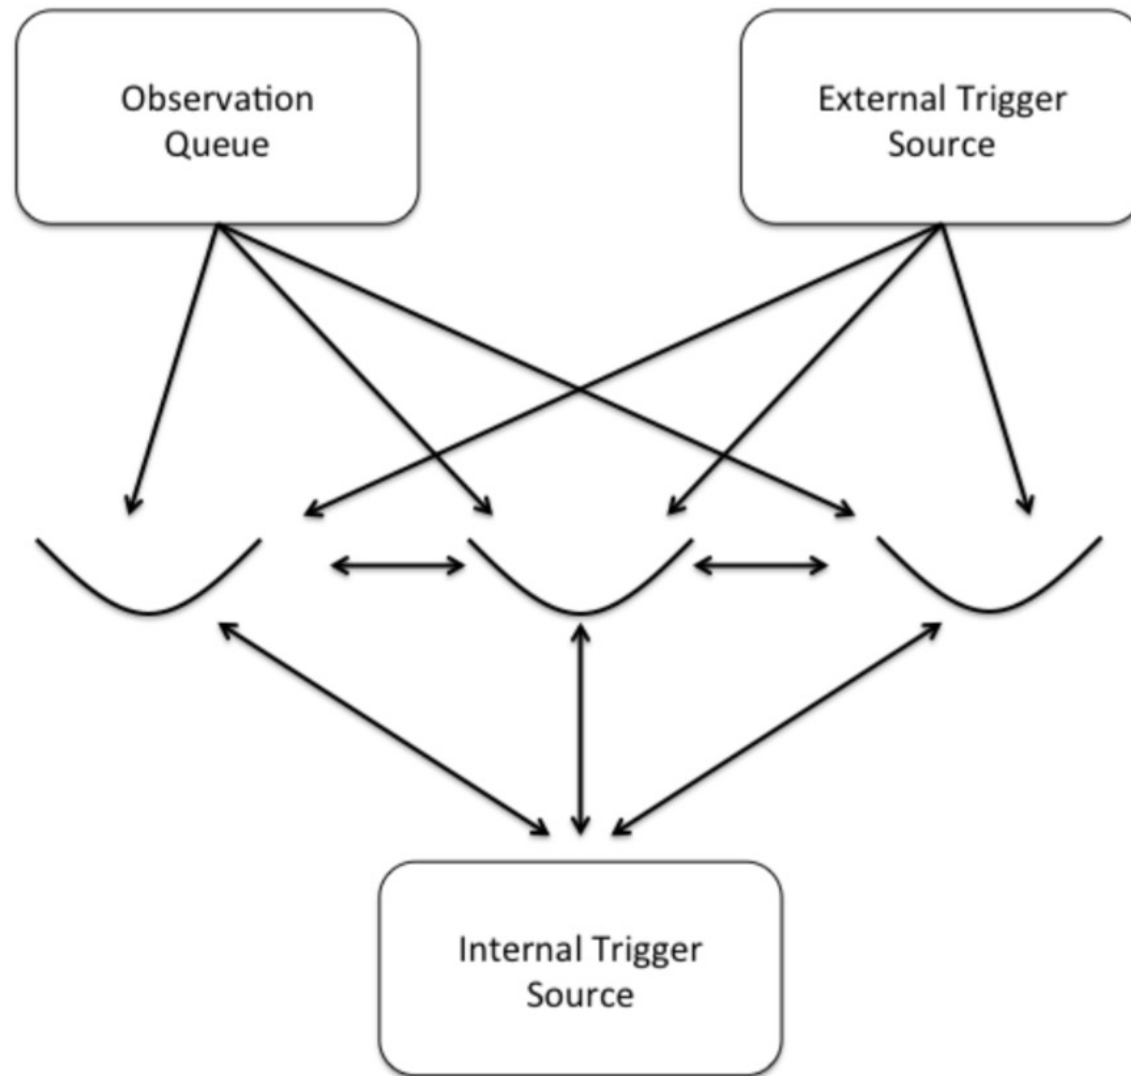 Observation
Queue
External Trigger
Source
Internal Trigger
Source